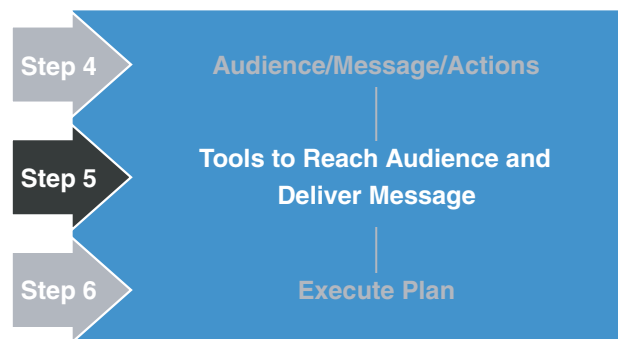 Step 4
Audience/Message/Actions
Step 5
Tools to Reach Audience and
Deliver Message
Step 6
Execute Plan